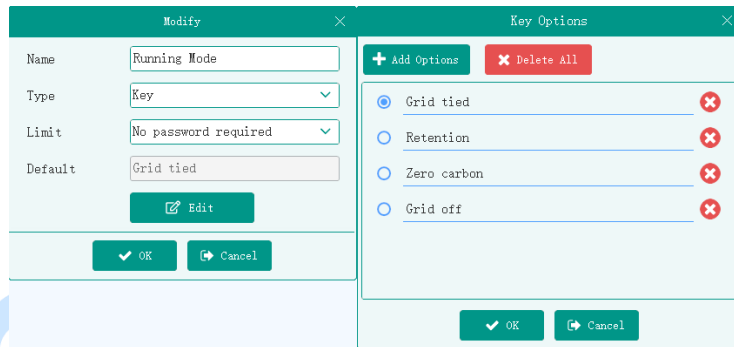 Modify
Name
Running Mode
Type
Key
Limit
No password required
Default
Grid tied
Edit
OK
Cancel
Key Options
Add Options
Delete All
Grid tied
Retention
Zero carbon
Grid off
OK
Cancel